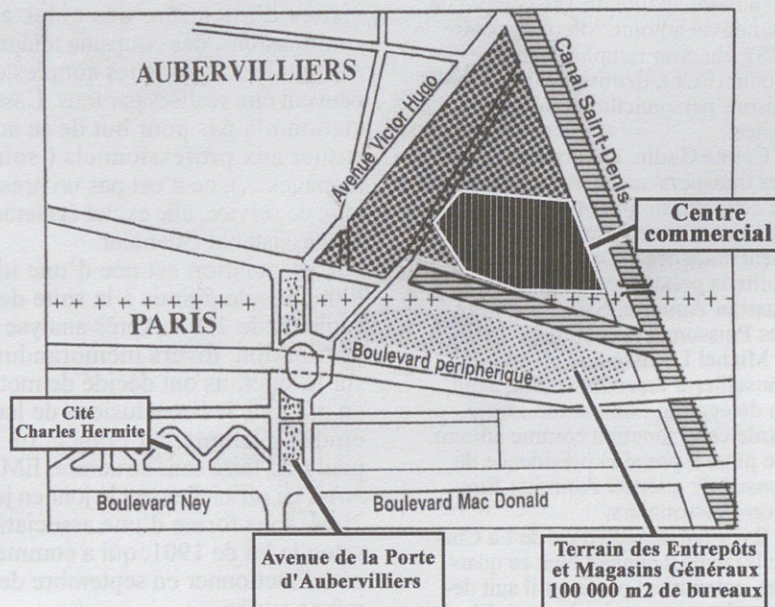 AUBERVILLIERS
Avenue Victor Hugo
Canal Saint-Denis
Centre
commercial
PARIS
Boulevard périphérique
Cité
Charles Hermite
Boulevard Ney
Boulevard Mac Donald
Avenue de la Porte
d'Aubervilliers
Terrain des Entrepôts
et Magasins Généraux
100 000 m2 de bureaux